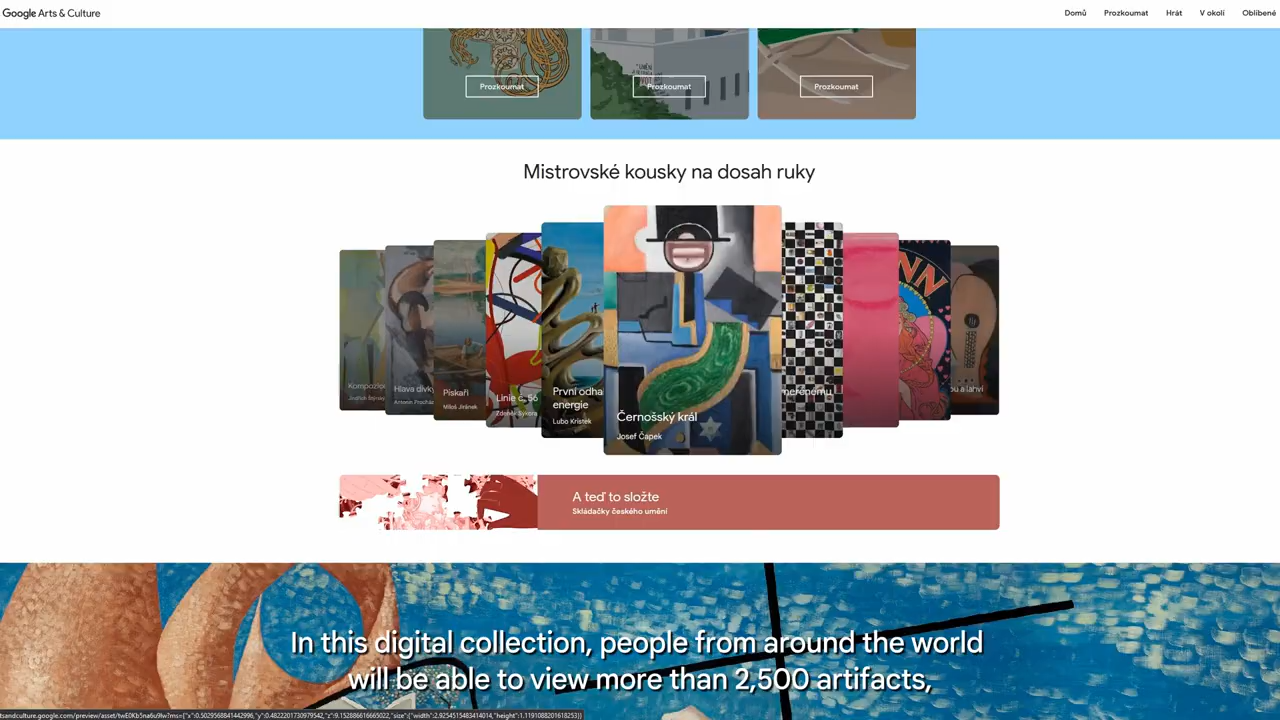 Google Arts & Culture
Domů
Prozkoumat
Hrát
V okolí
Oblíbené
Prozkoumat
Prozkoumat
Prozkoumat
Mistrovské kousky na dosah ruky
Hlava dívky
Piskaři
Miloš Jiránek
Linie č. 56
Zdeněk Sýkora
První odha
energie
Lubo Kristek
Černošský král
Josef Čapek
A teď to složte
Skládačky českého umění
In this digital collection, people from around the world
will be able to view more than 2,500 artifacts,